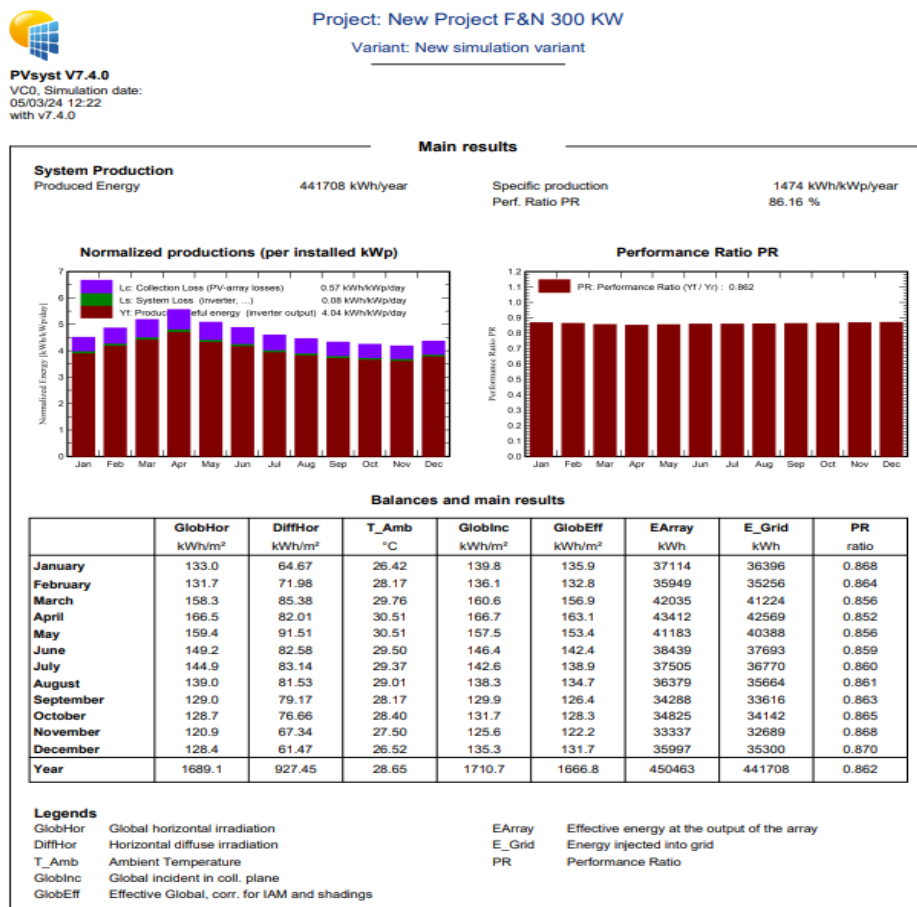 Project: New Project F&N 300 KW
Variant: New simulation variant
PVsyst V7.4.0
VC0, Simulation date:
05/03/24 12:22
with v7.4.0
Main results
System Production
Produced Energy 441708 kWh/year
Specific production 1474 kWh/kWp/year
Perf. Ratio PR 86.16 %
Normalized productions (per installed kWp)
Lc: Collection Loss (PV-array losses) 0.57 kWh/kWp/day
Ls: System Loss (inverter, ...) 0.08 kWh/kWp/day
Yf: Produ eful energy (inverter output) 4.04 kWh/kWp/day
Normalized Energy [kWh/kWp/day]
7
6
5
4
3
2
1
0
Jan Feb Mar Apr May Jun Jul Aug Sep Oct Nov Dec
Performance Ratio PR
PR: Performance Ratio (Yf / Yr) : 0.862
Performance Ratio PR
1.2
1.1
1.0
0.9
0.8
0.7
0.6
0.5
0.4
0.3
0.2
0.1
0.0
Jan Feb Mar Apr May Jun Jul Aug Sep Oct Nov Dec
Balances and main results
GlobHor DiffHor T_Amb GlobInc GlobEff EArray E_Grid PR
kWh/m² kWh/m² °C kWh/m² kWh/m² kWh kWh ratio
January 133.0 64.67 26.42 139.8 135.9 37114 36396 0.868
February 131.7 71.98 28.17 136.1 132.8 35949 35256 0.864
March 158.3 85.38 29.76 160.6 156.9 42035 41224 0.856
April 166.5 82.01 30.51 166.7 163.1 43412 42569 0.852
May 159.4 91.51 30.51 157.5 153.4 41183 40388 0.856
June 149.2 82.58 29.50 146.4 142.4 38439 37693 0.859
July 144.9 83.14 29.37 142.6 138.9 37505 36770 0.860
August 139.0 81.53 29.01 138.3 134.7 36379 35664 0.861
September 129.0 79.17 28.17 129.9 126.4 34288 33616 0.863
October 128.7 76.66 28.40 131.7 128.3 34825 34142 0.865
November 120.9 67.34 27.50 125.6 122.2 33337 32689 0.868
December 128.4 61.47 26.52 135.3 131.7 35997 35300 0.870
Year 1689.1 927.45 28.65 1710.7 1666.8 450463 441708 0.862
Legends
GlobHor Global horizontal irradiation
DiffHor Horizontal diffuse irradiation
T_Amb Ambient Temperature
GlobInc Global incident in coll. plane
GlobEff Effective Global, corr. for IAM and shadings
EArray Effective energy at the output of the array
E_Grid Energy injected into grid
PR Performance Ratio